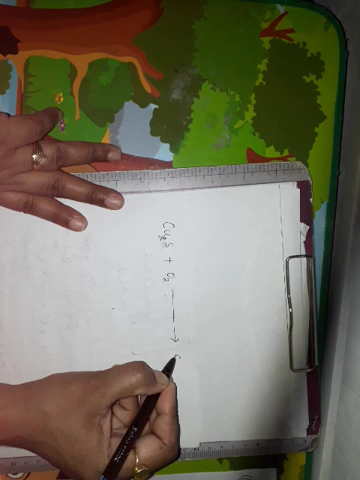 Cu₂S + O₂ ⟶